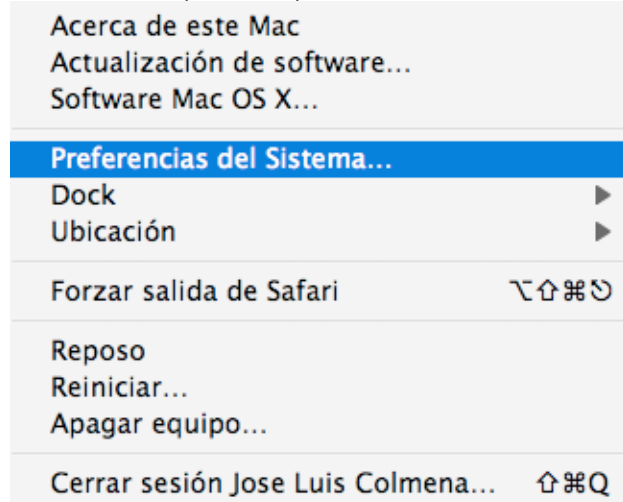 Acerca de este Mac
Actualización de software...
Software Mac OS X...
Preferencias del Sistema...
Dock
Ubicación
Forzar salida de Safari ⌥⇧⌘⎋
Reposo
Reiniciar...
Apagar equipo...
Cerrar sesión Jose Luis Colmena... ⇧⌘Q